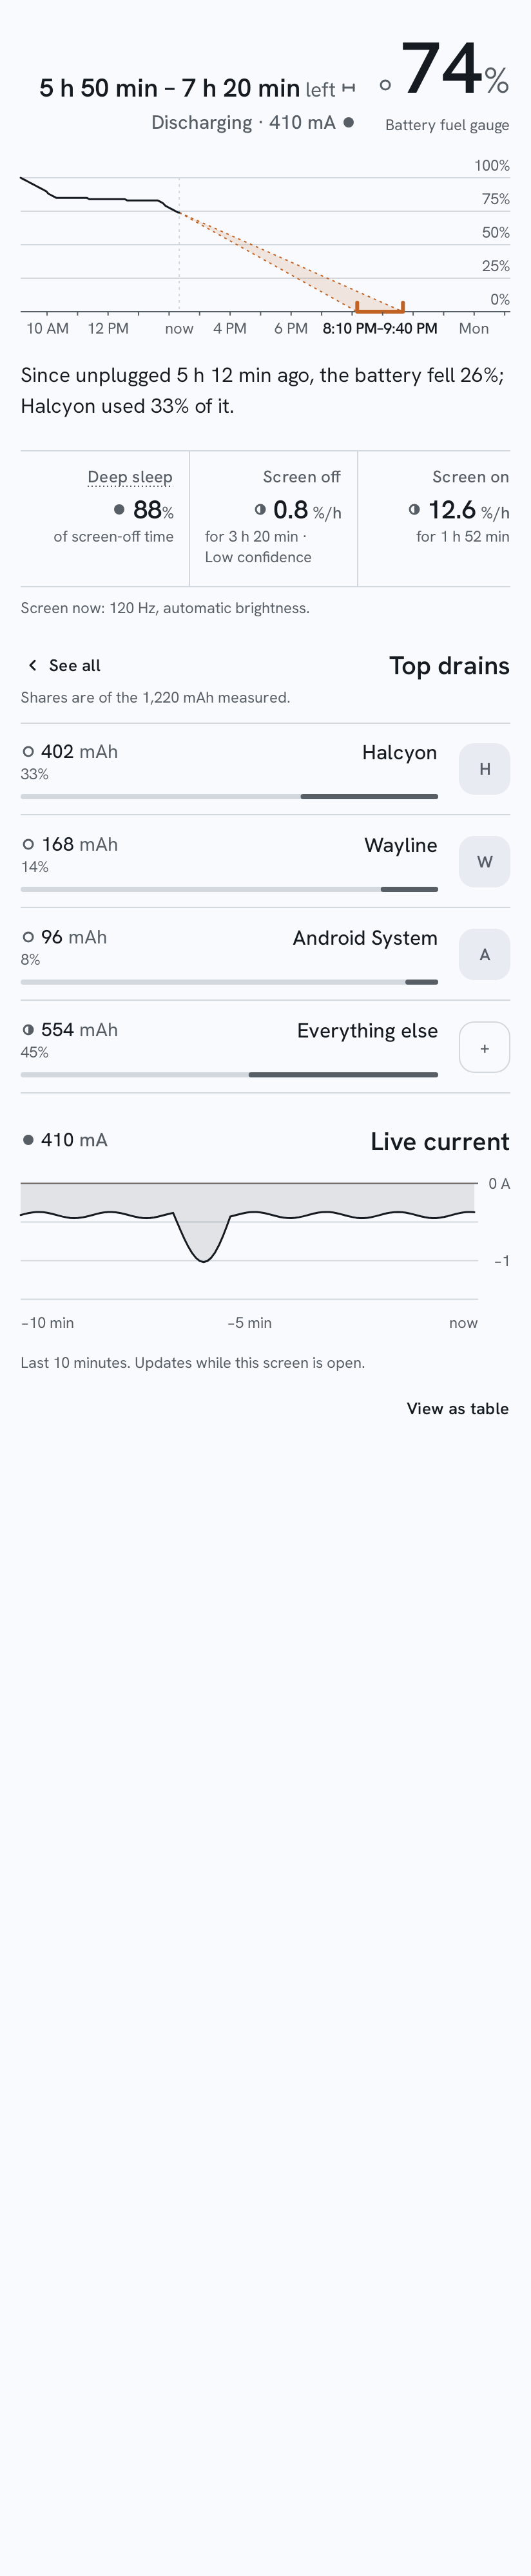 74%
5 h 50 min – 7 h 20 min left
Discharging · 410 mA
Battery fuel gauge
100%
75%
50%
25%
0%
10 AM 12 PM now 4 PM 6 PM 8:10 PM–9:40 PM Mon
Since unplugged 5 h 12 min ago, the battery fell 26%;
Halcyon used 33% of it.
Deep sleep
88%
of screen-off time
Screen off
0.8 %/h
for 3 h 20 min ·
Low confidence
Screen on
12.6 %/h
for 1 h 52 min
Screen now: 120 Hz, automatic brightness.
Top drains
See all
Shares are of the 1,220 mAh measured.
H
Halcyon
402 mAh
33%
W
Wayline
168 mAh
14%
A
Android System
96 mAh
8%
+
Everything else
554 mAh
45%
Live current
410 mA
0 A
−1
−10 min −5 min now
Last 10 minutes. Updates while this screen is open.
View as table